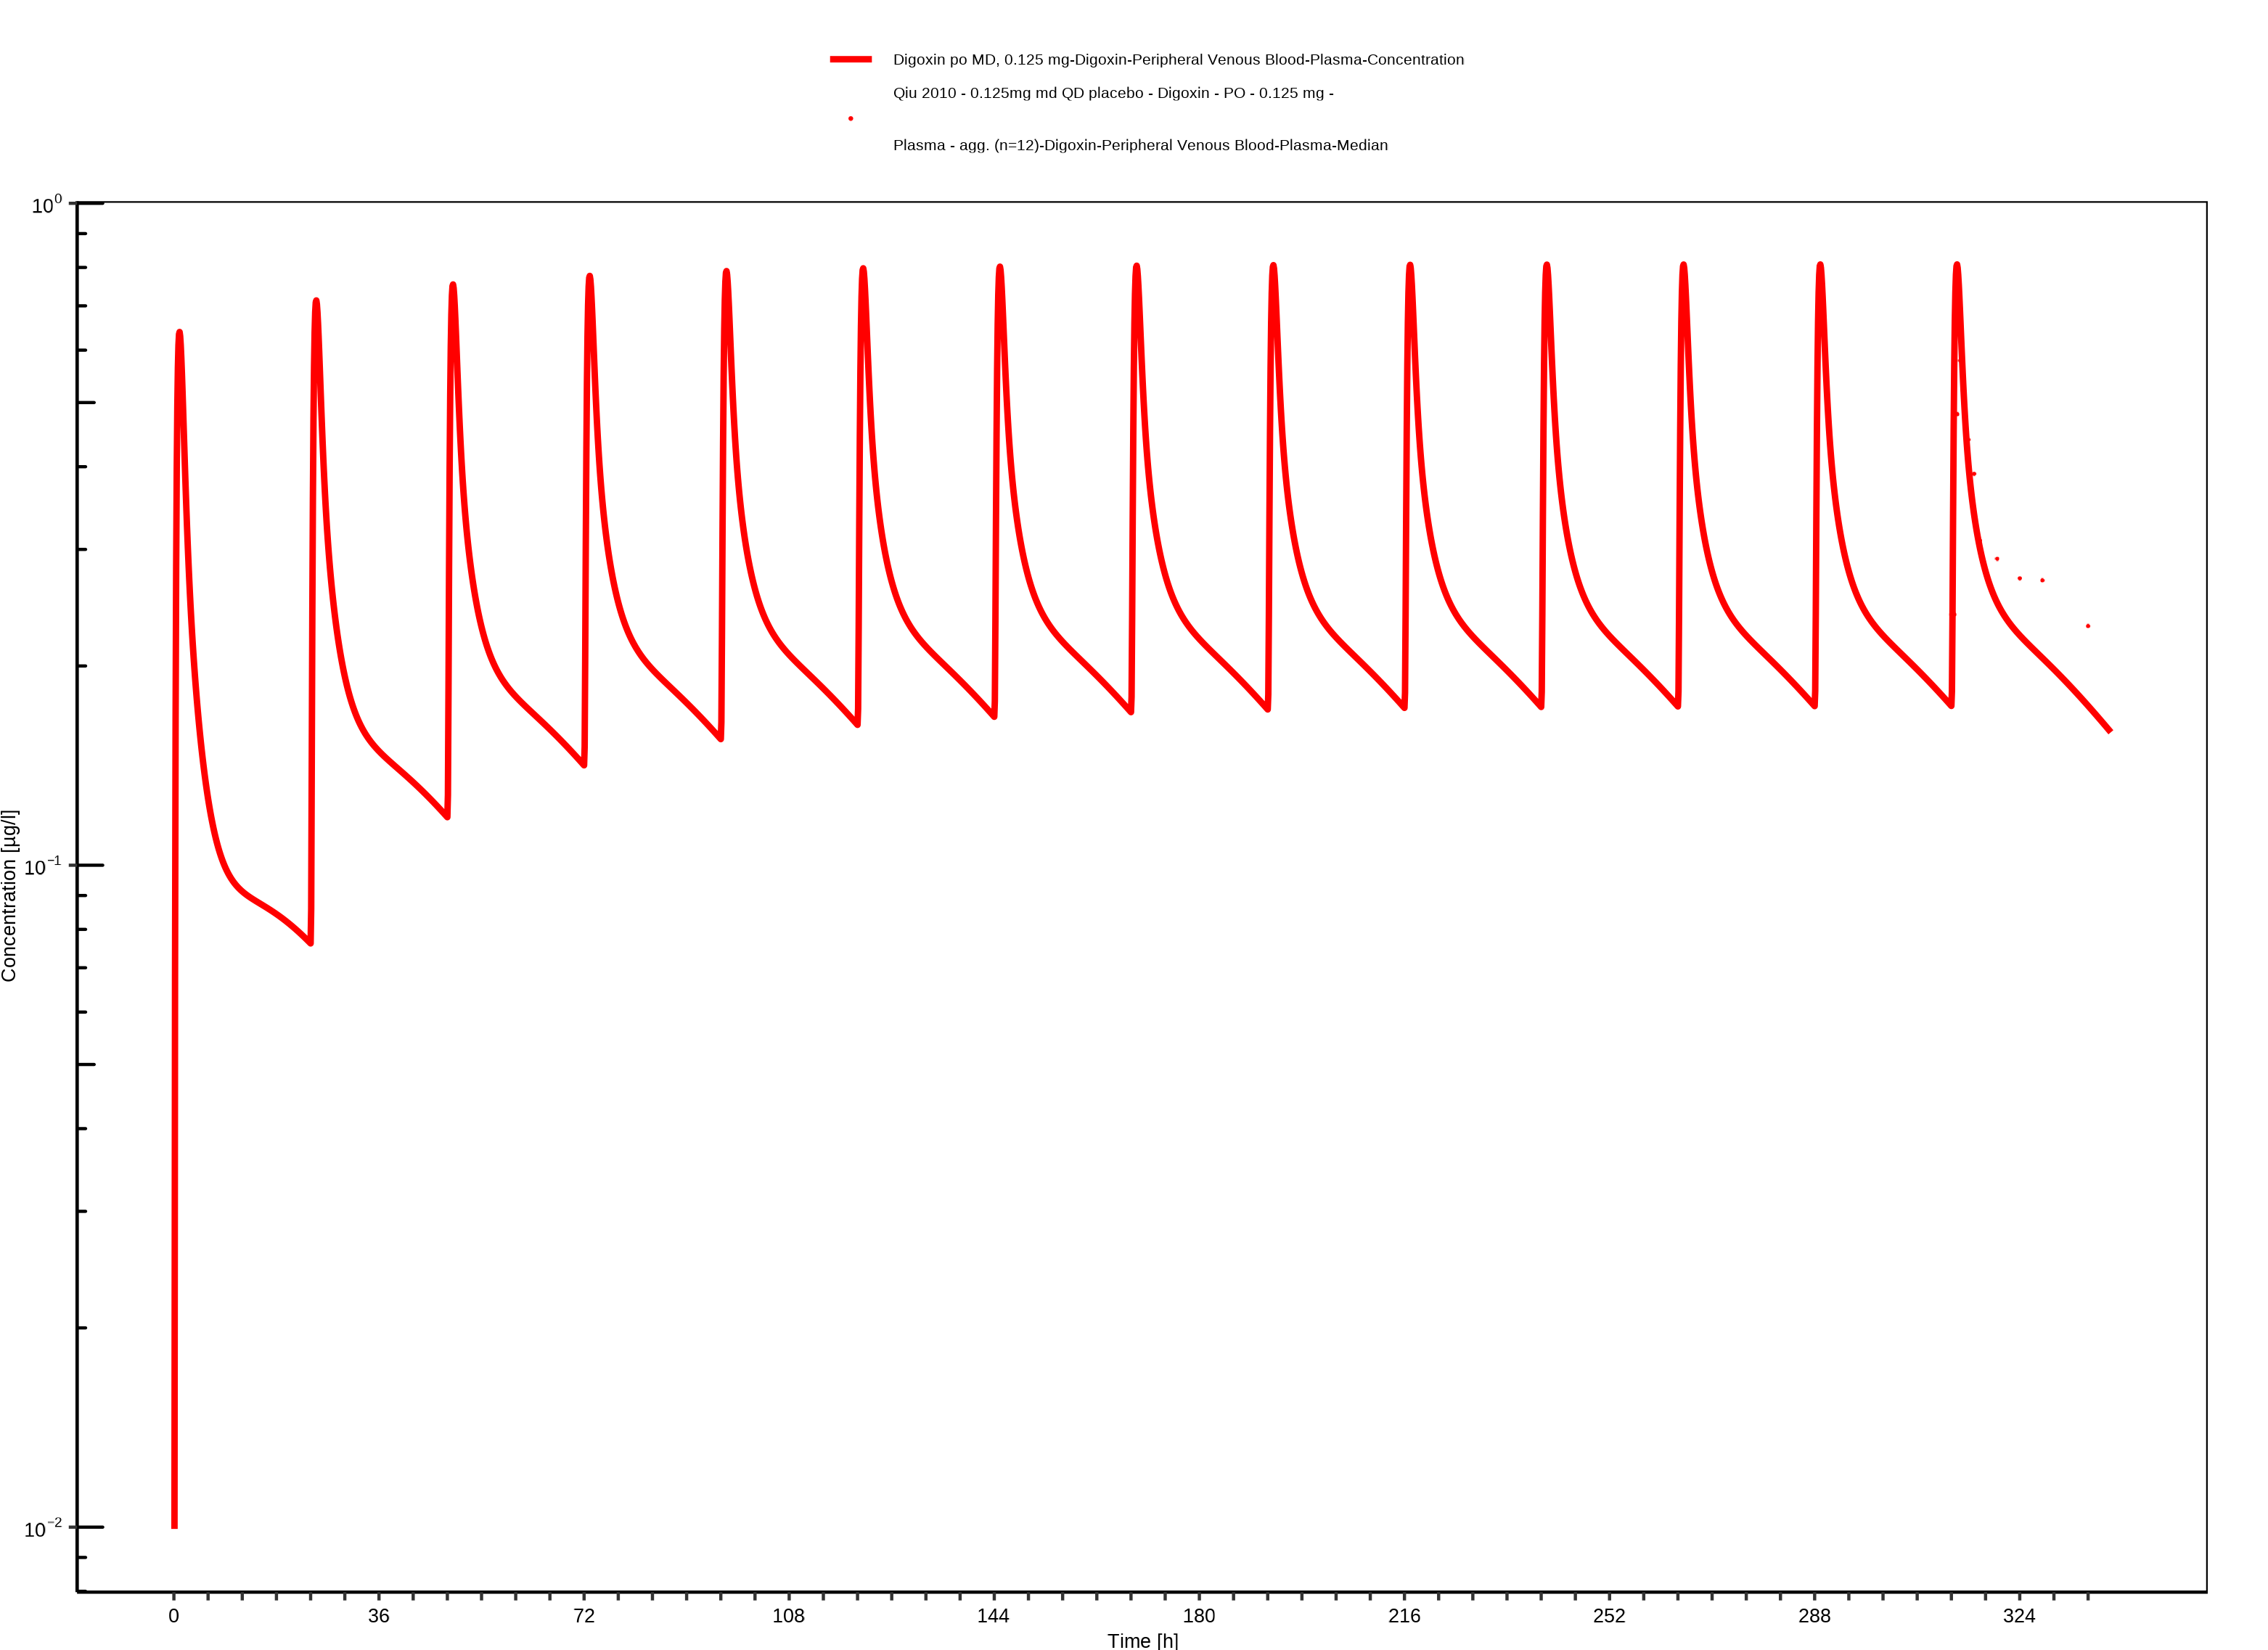 Digoxin po MD, 0.125 mg-Digoxin-Peripheral Venous Blood-Plasma-Concentration
Qiu 2010 - 0.125mg md QD placebo - Digoxin - PO - 0.125 mg -
Plasma - agg. (n=12)-Digoxin-Peripheral Venous Blood-Plasma-Median
10⁰
10⁻¹
10⁻²
Concentration [µg/l]
0 36 72 108 144 180 216 252 288 324
Time [h]